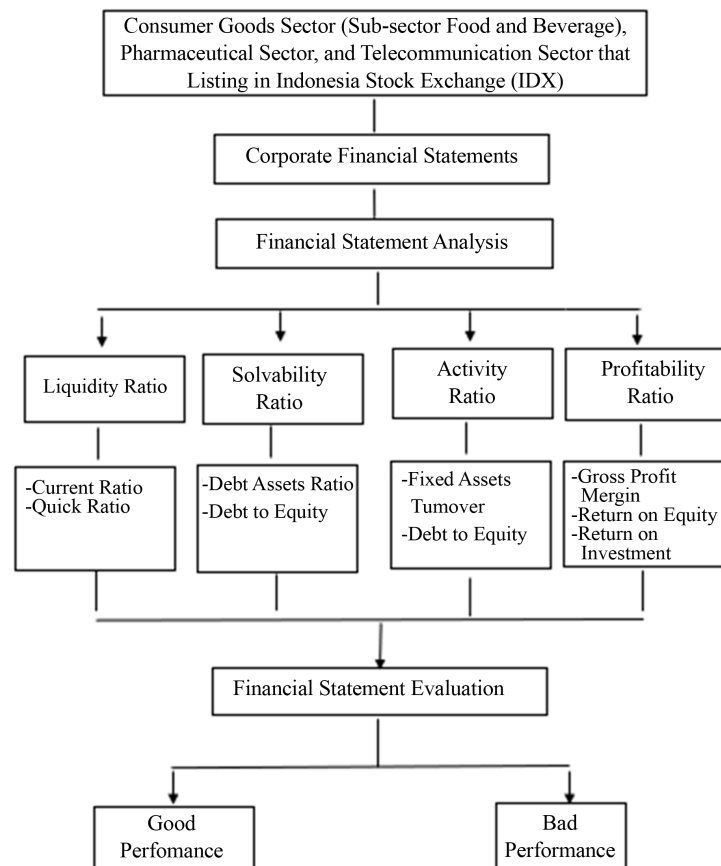 Consumer Goods Sector (Sub-sector Food and Beverage),
Pharmaceutical Sector, and Telecommunication Sector that
Listing in Indonesia Stock Exchange (IDX)
Corporate Financial Statements
Financial Statement Analysis
Liquidity Ratio
Solvability
Ratio
Activity
Ratio
Profitability
Ratio
-Current Ratio
-Quick Ratio
-Debt Assets Ratio
-Debt to Equity
-Fixed Assets
Tumover
-Debt to Equity
-Gross Profit
Mergin
-Return on Equity
-Return on
Investment
Financial Statement Evaluation
Good
Perfomance
Bad
Performance